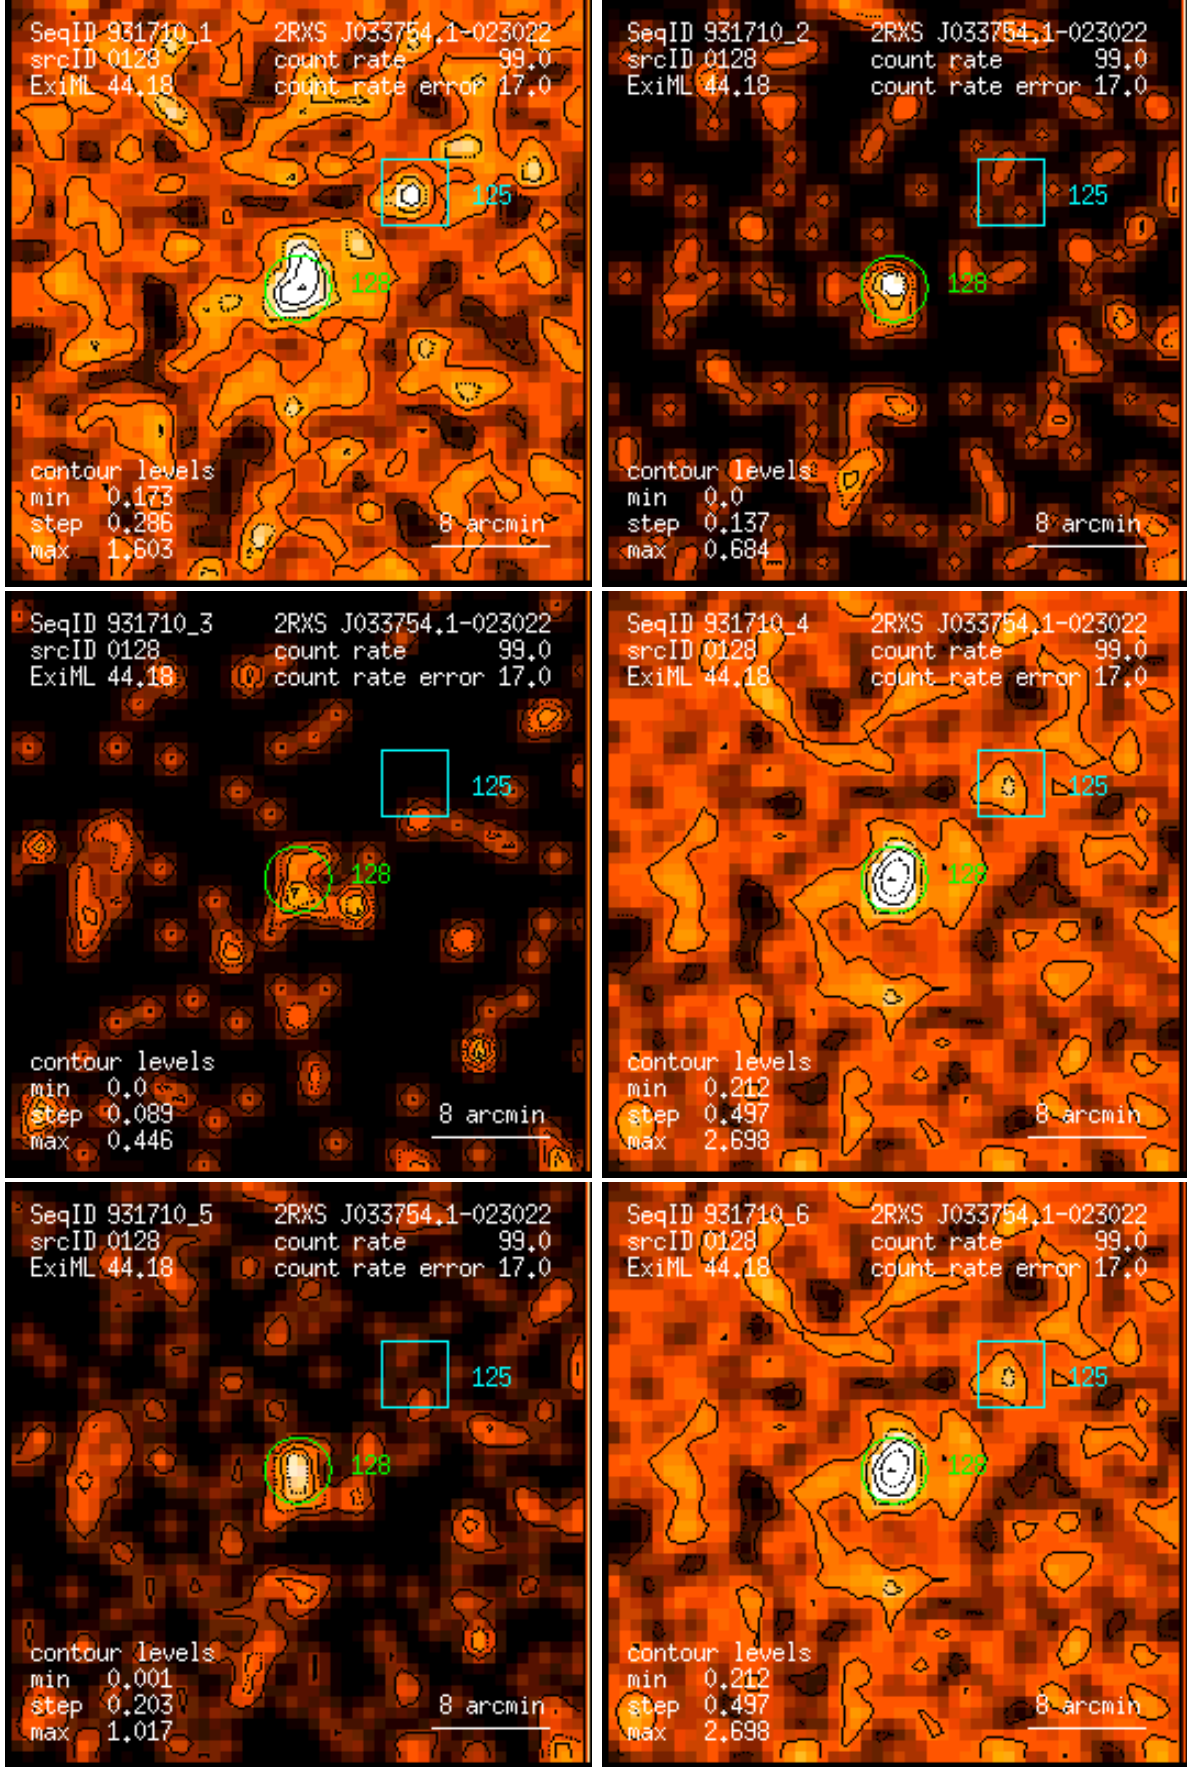 SeqID 931710_1 2RXS J033754.1-023022
srcID 0128 count rate 99.0
ExiML 44.18 count rate error 17.0
125
128
contour levels
min 0.173
step 0.286 8 arcmin
max 1.603
SeqID 931710_2 2RXS J033754.1-023022
srcID 0128 count rate 99.0
ExiML 44.18 count rate error 17.0
125
128
contour levels
min 0.0
step 0.137 8 arcmin
max 0.684
SeqID 931710_3 2RXS J033754.1-023022
srcID 0128 count rate 99.0
ExiML 44.18 count rate error 17.0
125
128
contour levels
min 0.0
step 0.089 8 arcmin
max 0.446
SeqID 931710_4 2RXS J033754.1-023022
srcID 0128 count rate 99.0
ExiML 44.18 count rate error 17.0
125
128
contour levels
min 0.212
step 0.497 8 arcmin
max 2.698
SeqID 931710_5 2RXS J033754.1-023022
srcID 0128 count rate 99.0
ExiML 44.18 count rate error 17.0
125
128
contour levels
min 0.001
step 0.203 8 arcmin
max 1.017
SeqID 931710_6 2RXS J033754.1-023022
srcID 0128 count rate 99.0
ExiML 44.18 count rate error 17.0
125
128
contour levels
min 0.212
step 0.497 8 arcmin
max 2.698